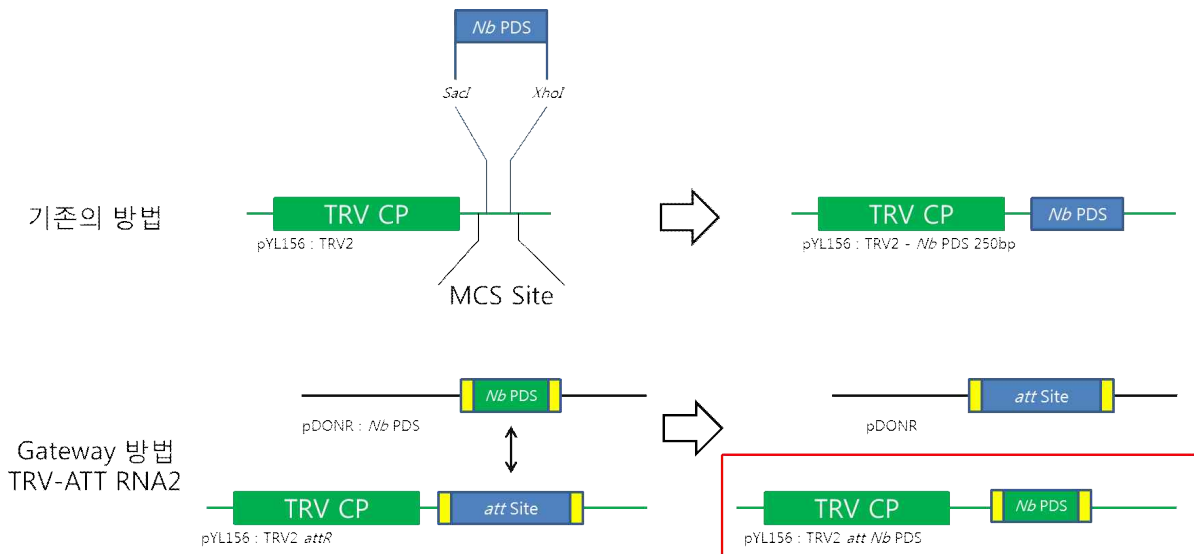 Nb PDS
SacI XhoI
기존의 방법
TRV CP
pYL156 : TRV2
MCS Site
TRV CP
Nb PDS
pYL156 : TRV2 - Nb PDS 250bp
Gateway 방법
TRV-ATT RNA2
Nb PDS
pDONR : Nb PDS
TRV CP
att Site
pYL156 : TRV2 attR
att Site
pDONR
TRV CP
Nb PDS
pYL156 : TRV2 att Nb PDS